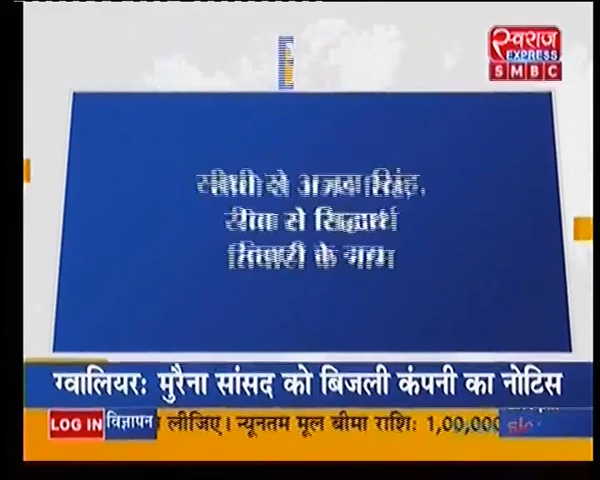 स्वराज
EXPRESS
SMBC
सीधी से अजय सिंह,
रीवा से सिद्धार्थ
तिवारी के नाम
ग्वालियर: मुरैना सांसद को बिजली कंपनी का नोटिस
LOG IN विज्ञापन लीजिए। न्यूनतम मूल बीमा राशि: 1,00,000